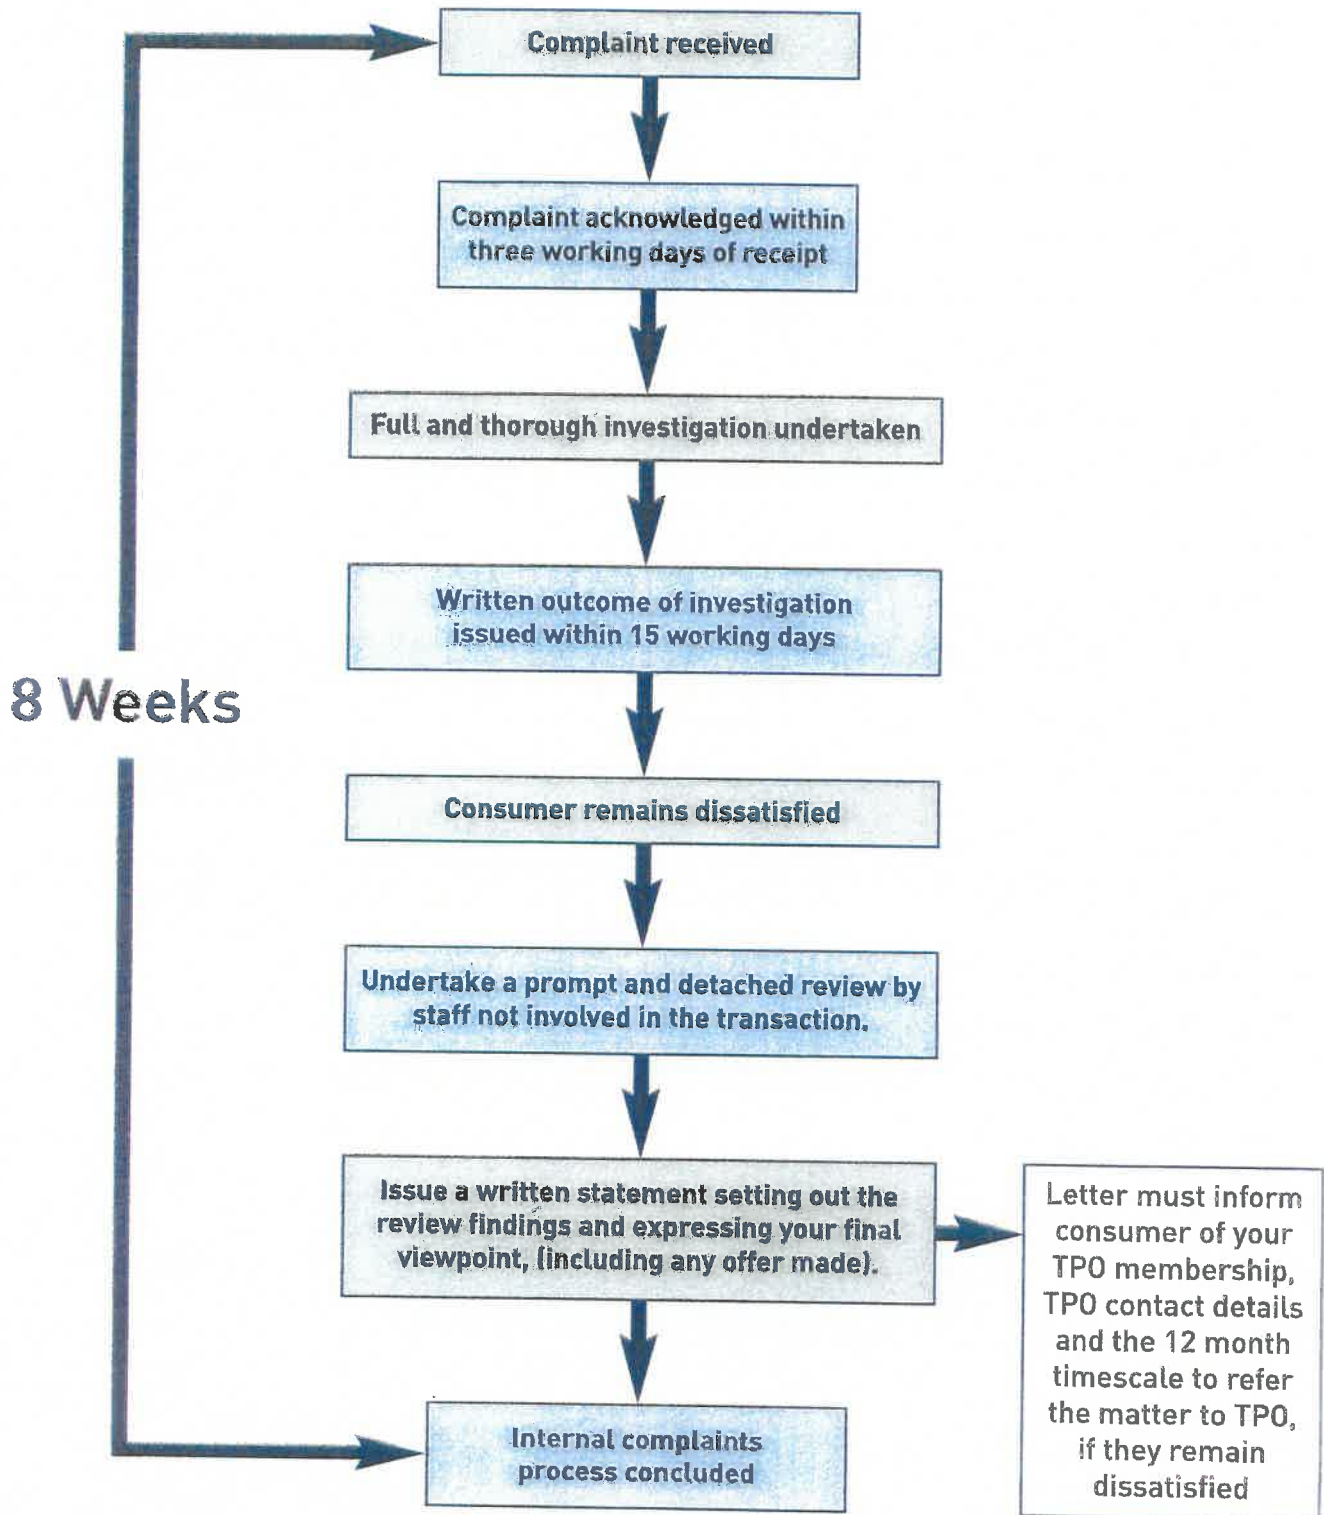 Complaint received
Complaint acknowledged within
three working days of receipt
Full and thorough investigation undertaken
Written outcome of investigation
issued within 15 working days
8 Weeks
Consumer remains dissatisfied
Undertake a prompt and detached review by
staff not involved in the transaction.
Issue a written statement setting out the
review findings and expressing your final
viewpoint, (including any offer made).
Letter must inform
consumer of your
TPO membership,
TPO contact details
and the 12 month
timescale to refer
the matter to TPO,
if they remain
dissatisfied
Internal complaints
process concluded